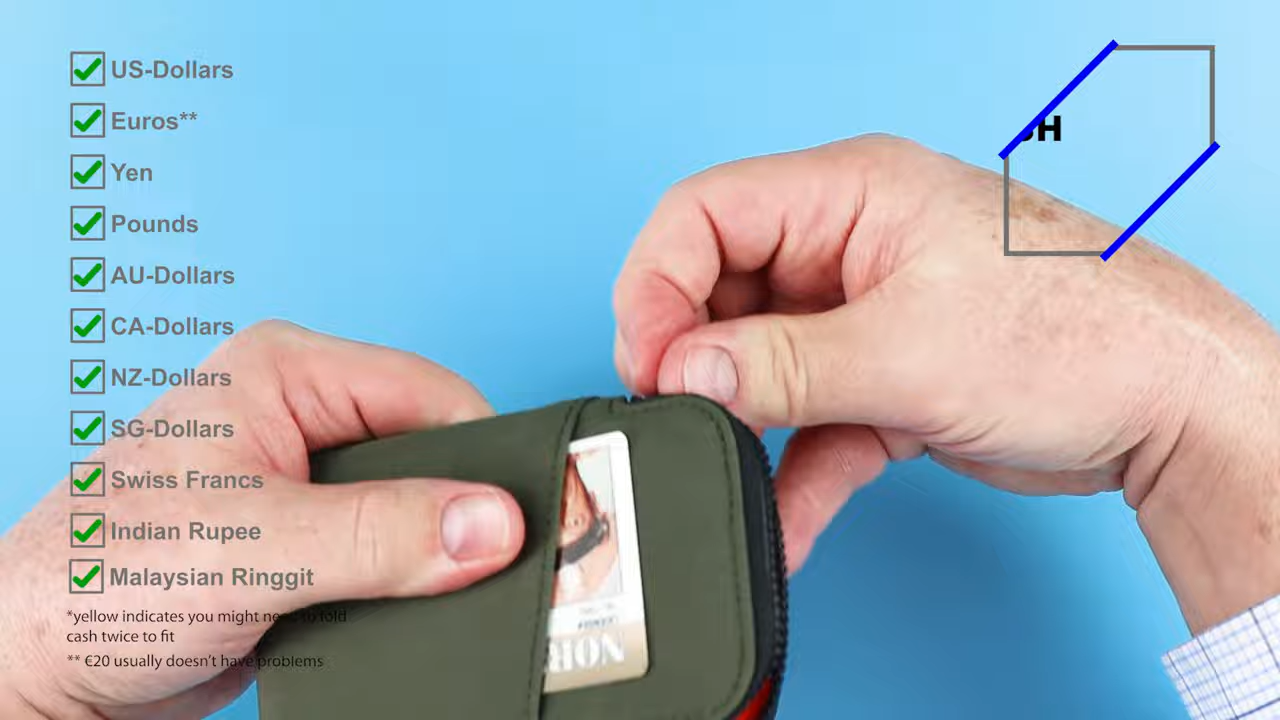 US-Dollars
Euros**
Yen
Pounds
AU-Dollars
CA-Dollars
NZ-Dollars
SG-Dollars
Swiss Francs
Indian Rupee
Malaysian Ringgit
*yellow indicates you might need to fold
cash twice to fit
** €20 usually doesn't have problems